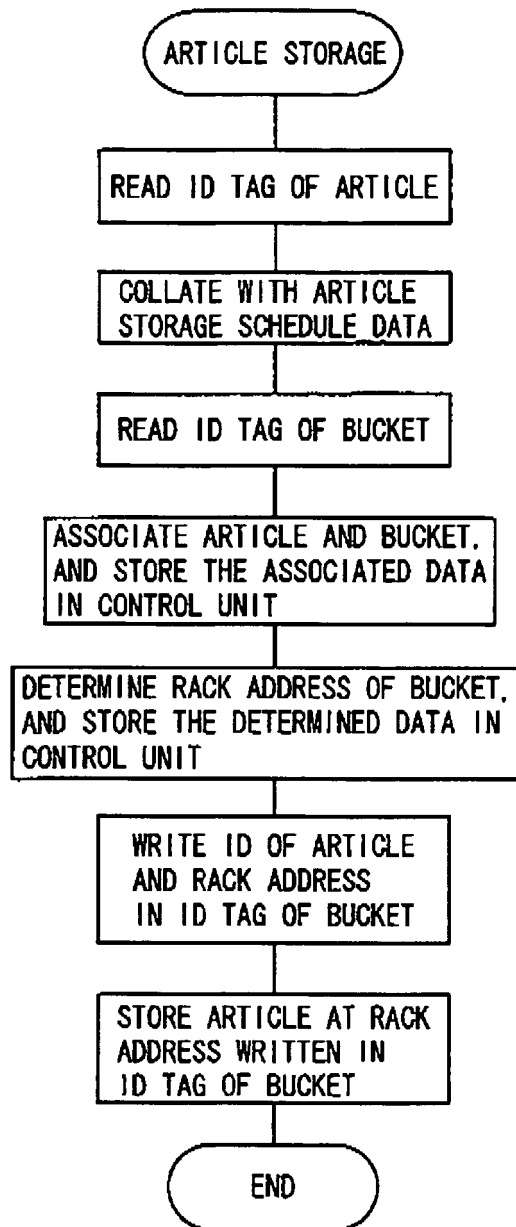 ARTICLE STORAGE
READ ID TAG OF ARTICLE
COLLATE WITH ARTICLE
STORAGE SCHEDULE DATA
READ ID TAG OF BUCKET
ASSOCIATE ARTICLE AND BUCKET,
AND STORE THE ASSOCIATED DATA
IN CONTROL UNIT
DETERMINE RACK ADDRESS OF BUCKET,
AND STORE THE DETERMINED DATA IN
CONTROL UNIT
WRITE ID OF ARTICLE
AND RACK ADDRESS
IN ID TAG OF BUCKET
STORE ARTICLE AT RACK
ADDRESS WRITTEN IN
ID TAG OF BUCKET
END